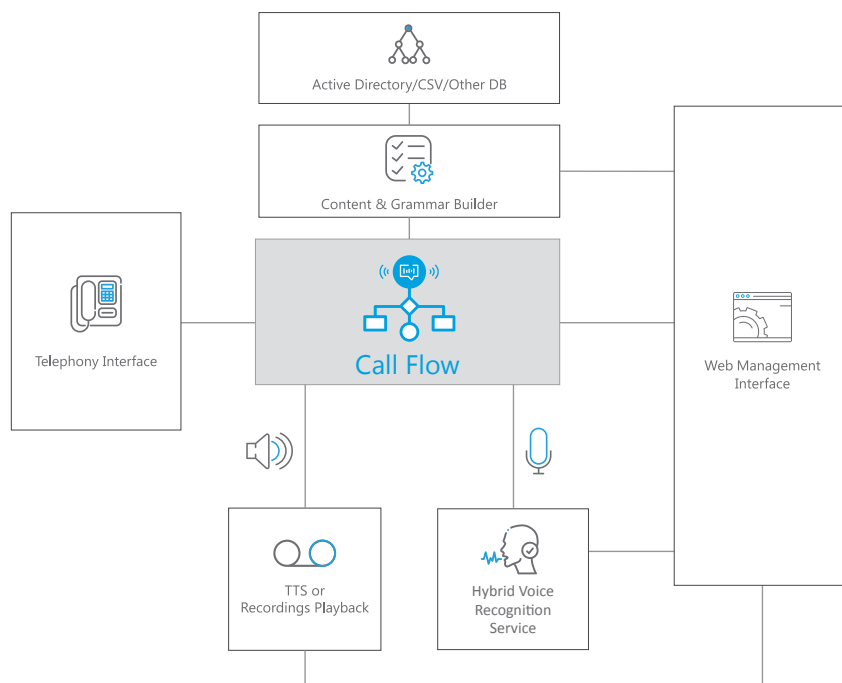 Active Directory/CSV/Other DB
Content & Grammar Builder
Telephony Interface
Call Flow
Web Management
Interface
TTS or
Recordings Playback
Hybrid Voice
Recognition
Service